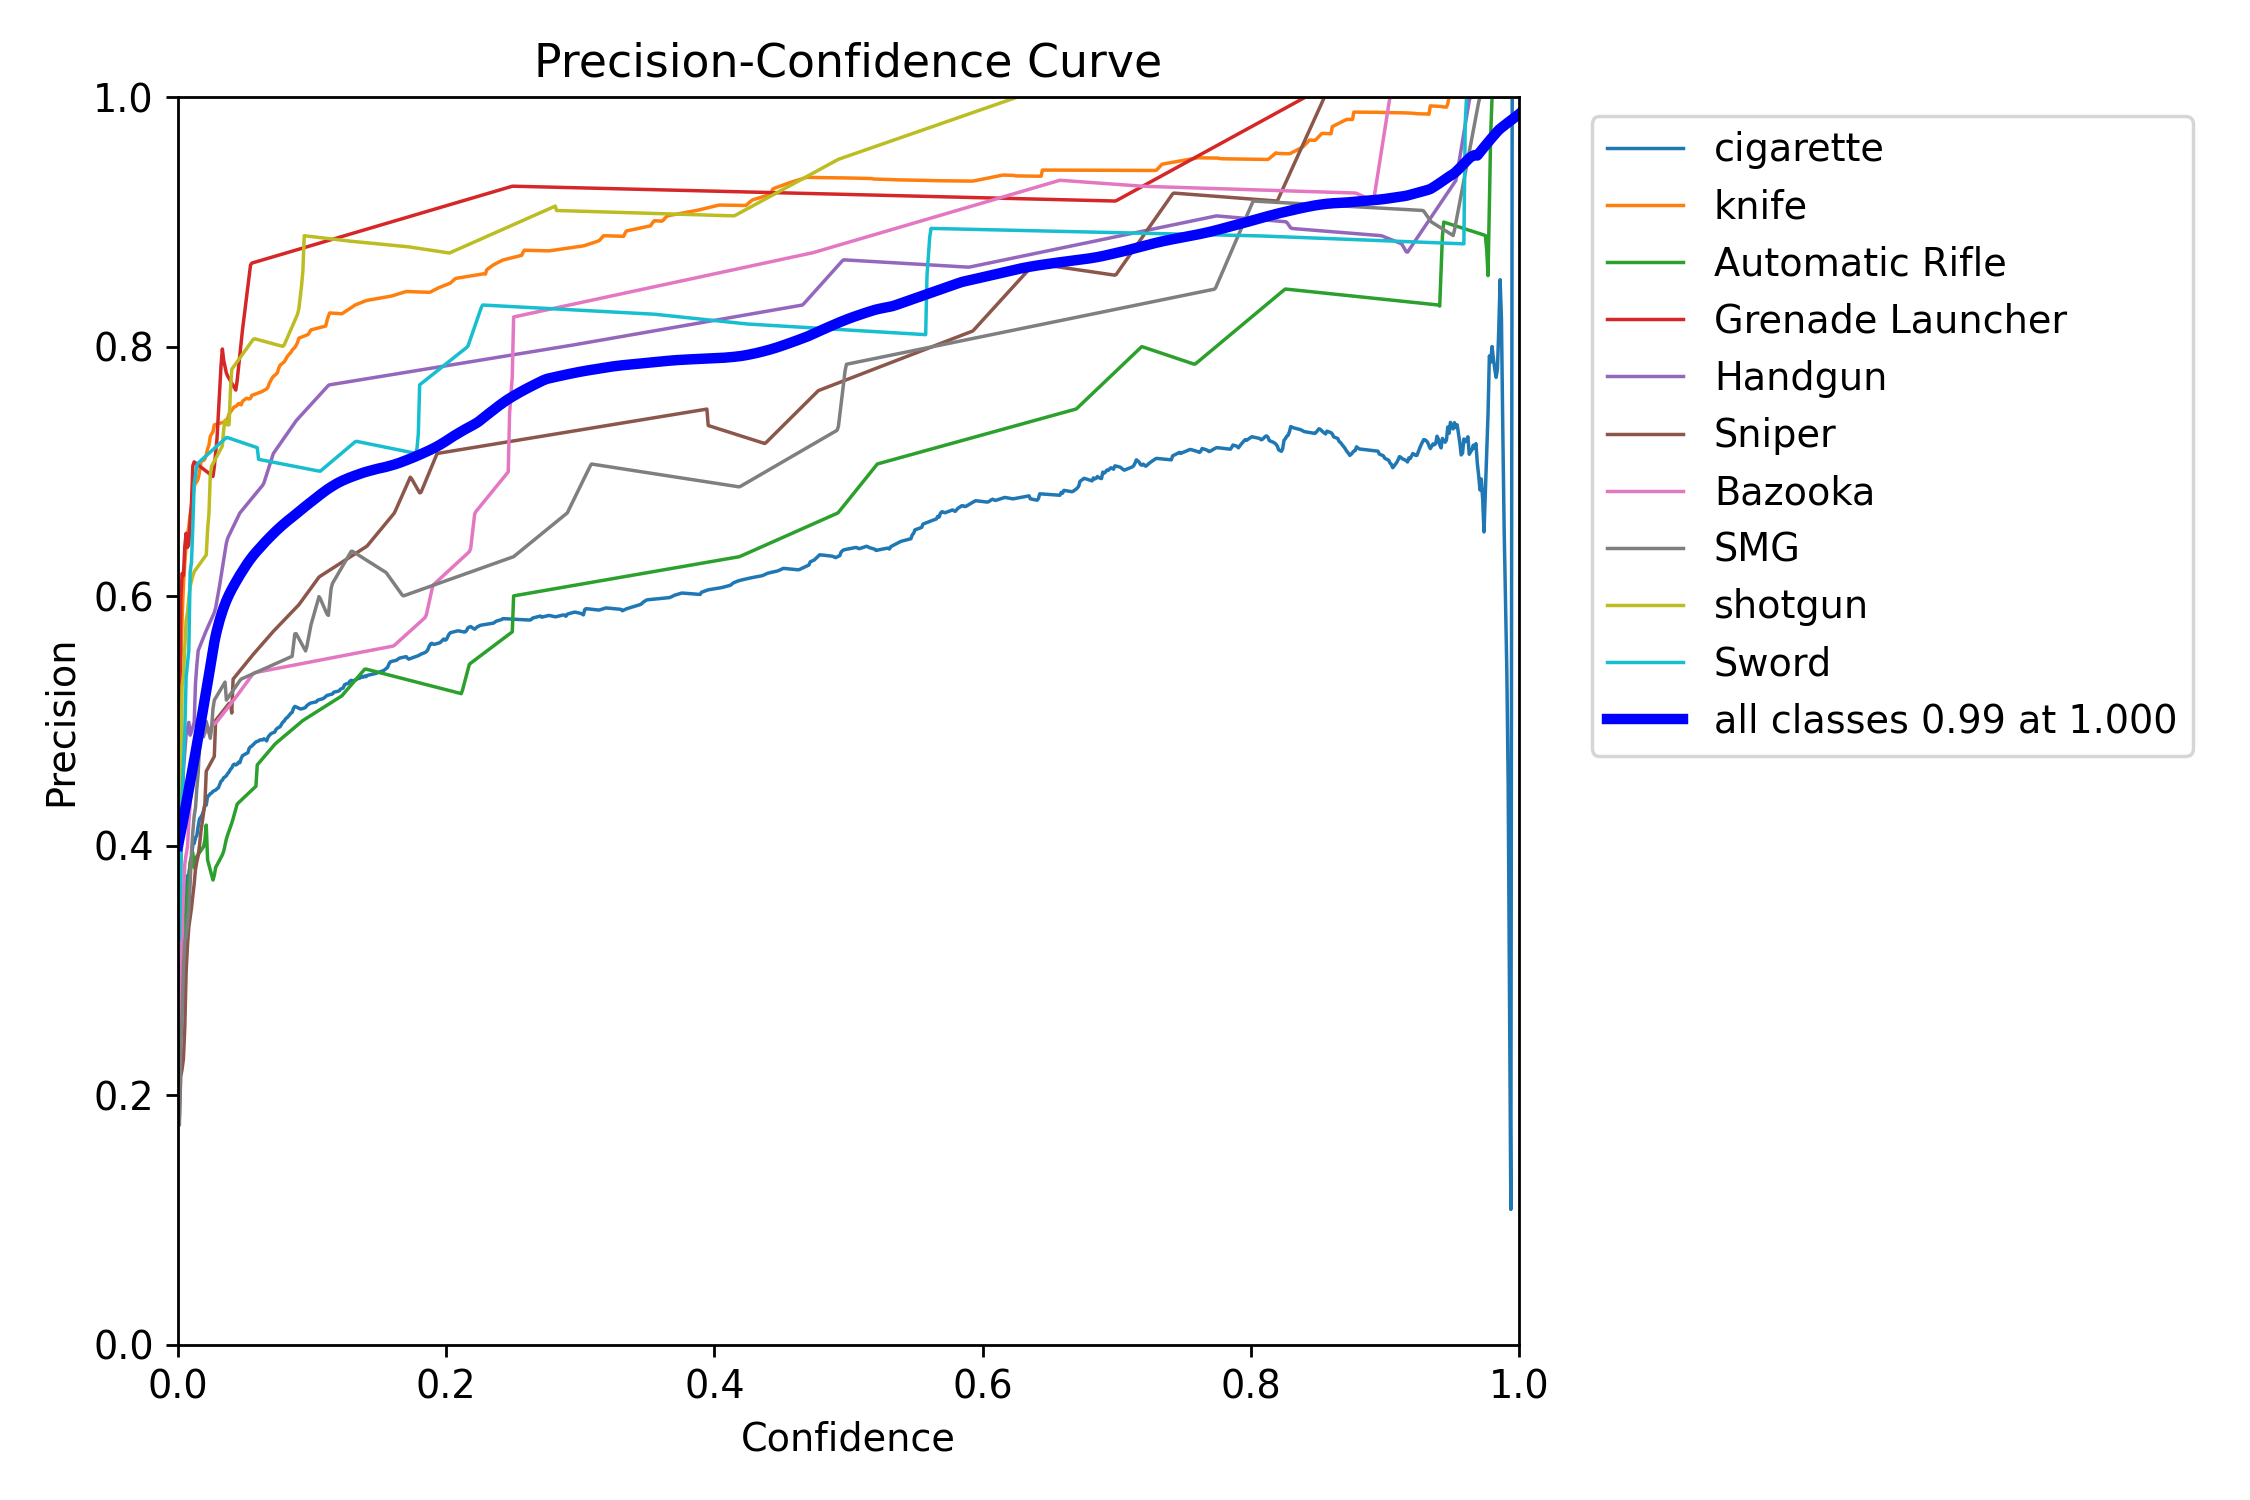 Precision-Confidence Curve
1.0
0.8
0.6
0.4
0.2
0.0
Precision
0.0 0.2 0.4 0.6 0.8 1.0
Confidence
cigarette
knife
Automatic Rifle
Grenade Launcher
Handgun
Sniper
Bazooka
SMG
shotgun
Sword
all classes 0.99 at 1.000